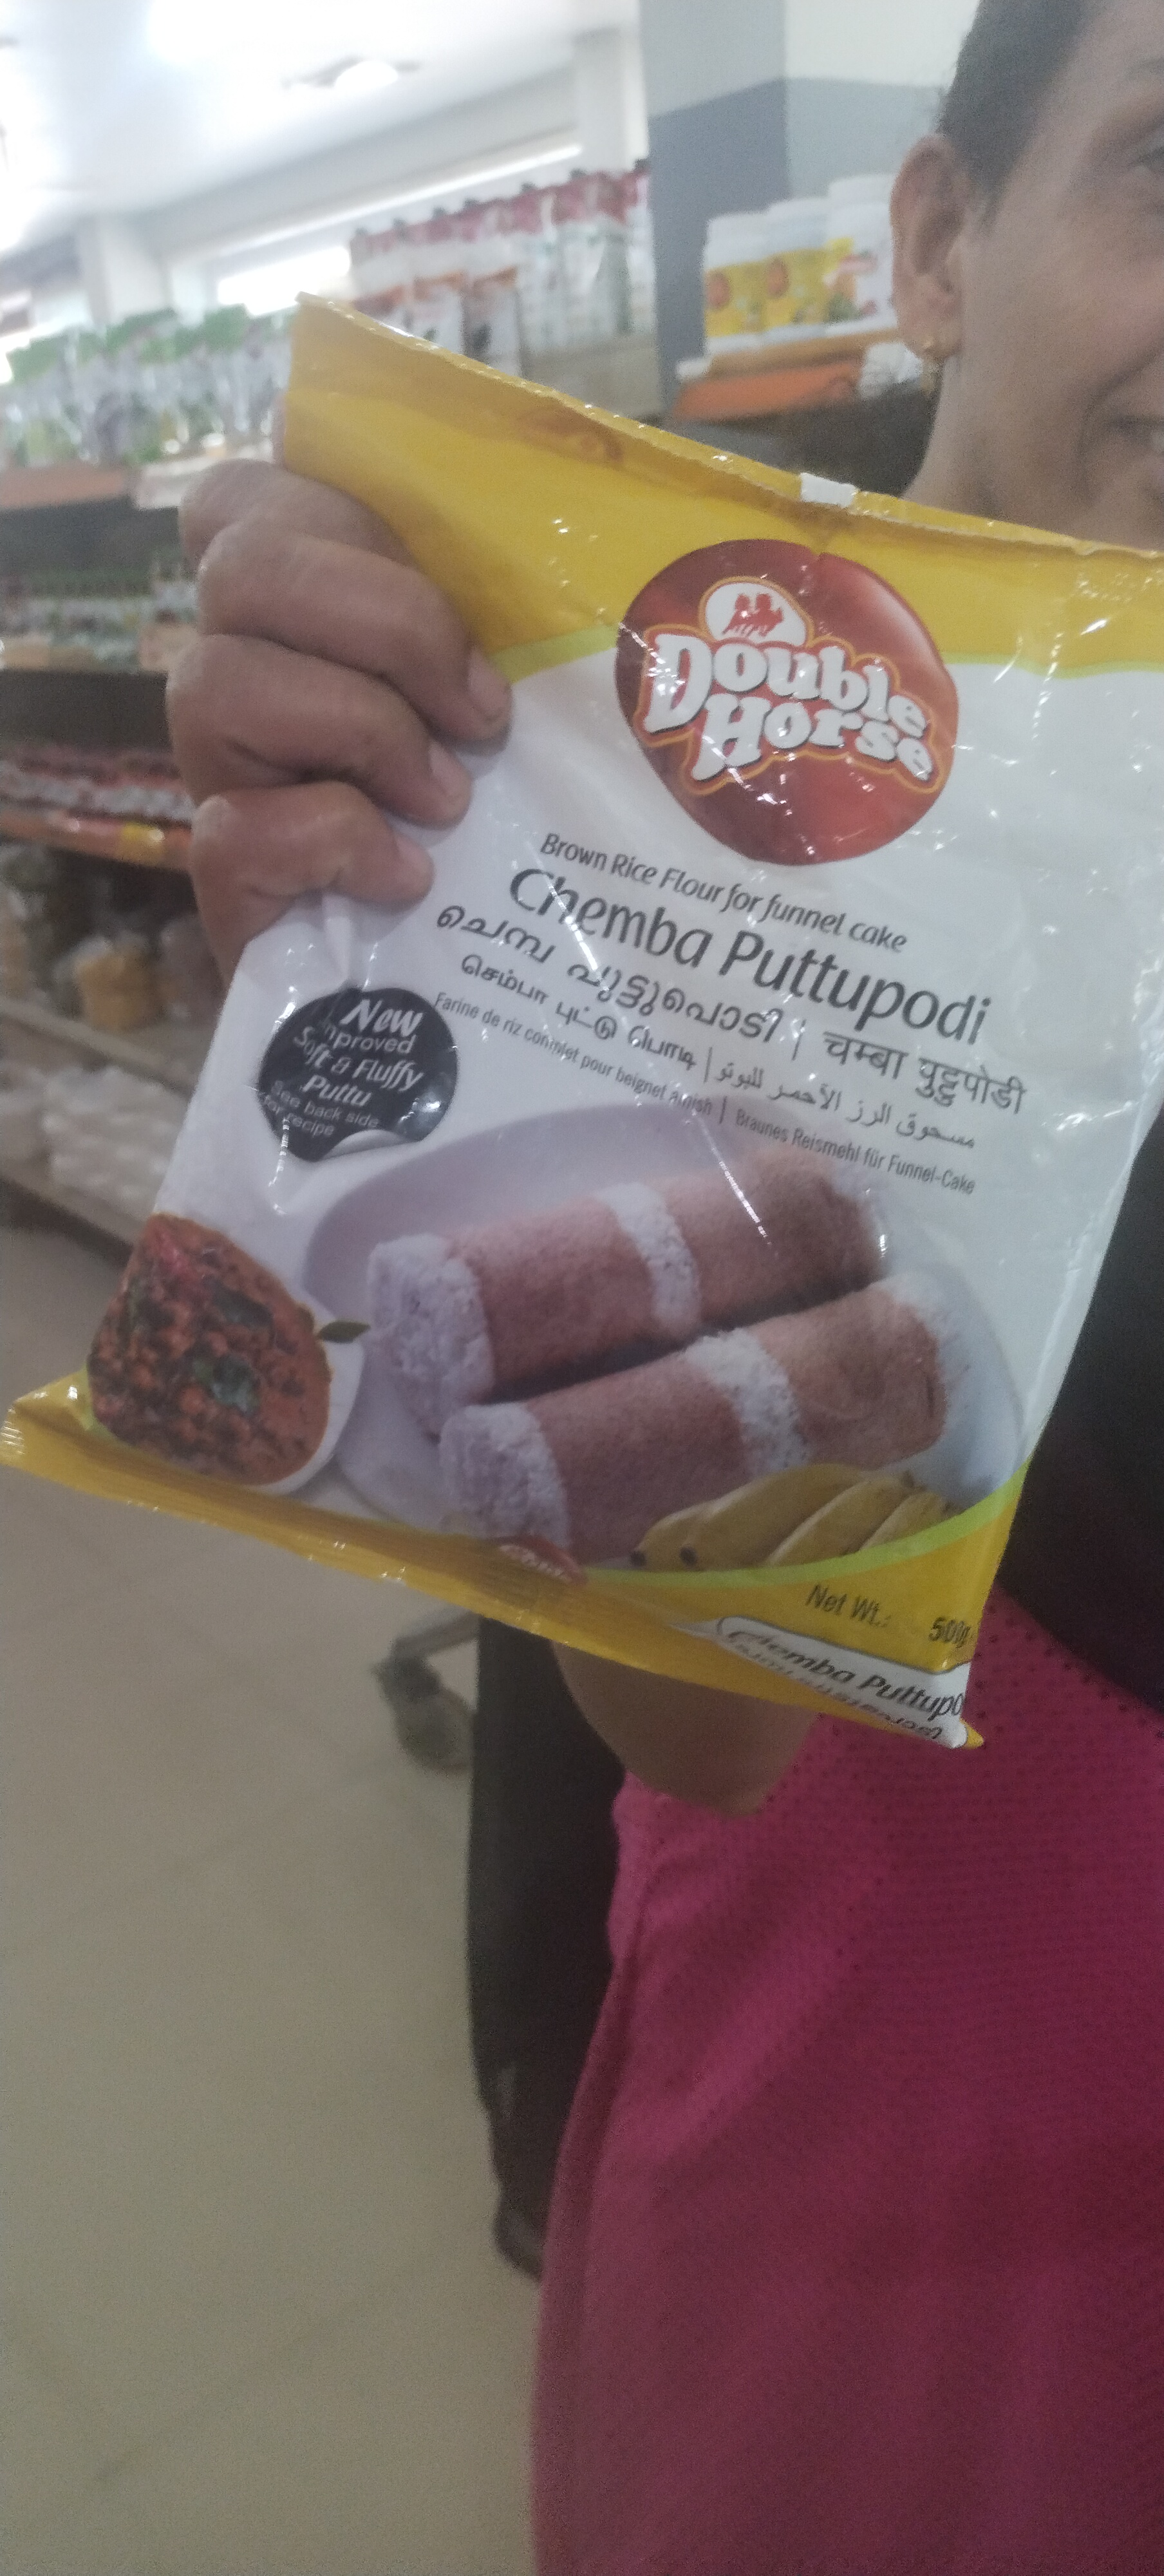 Double
Horse
Brown Rice Flour for funnel cake
Chemba Puttupodi
ചെമ്പ പുട്ടുപൊടി | चम्बा पुट्टुपोडी
செம்பா புட்டு பொடி | مسحوق الرز الأحمر للبوتو
Farine de riz complet pour beignet amish | Braunes Reismehl für Funnel-Cake
New
Improved
Soft & Fluffy
Puttu
See back side
for recipe
Net Wt.: 500g
Chemba Puttupo